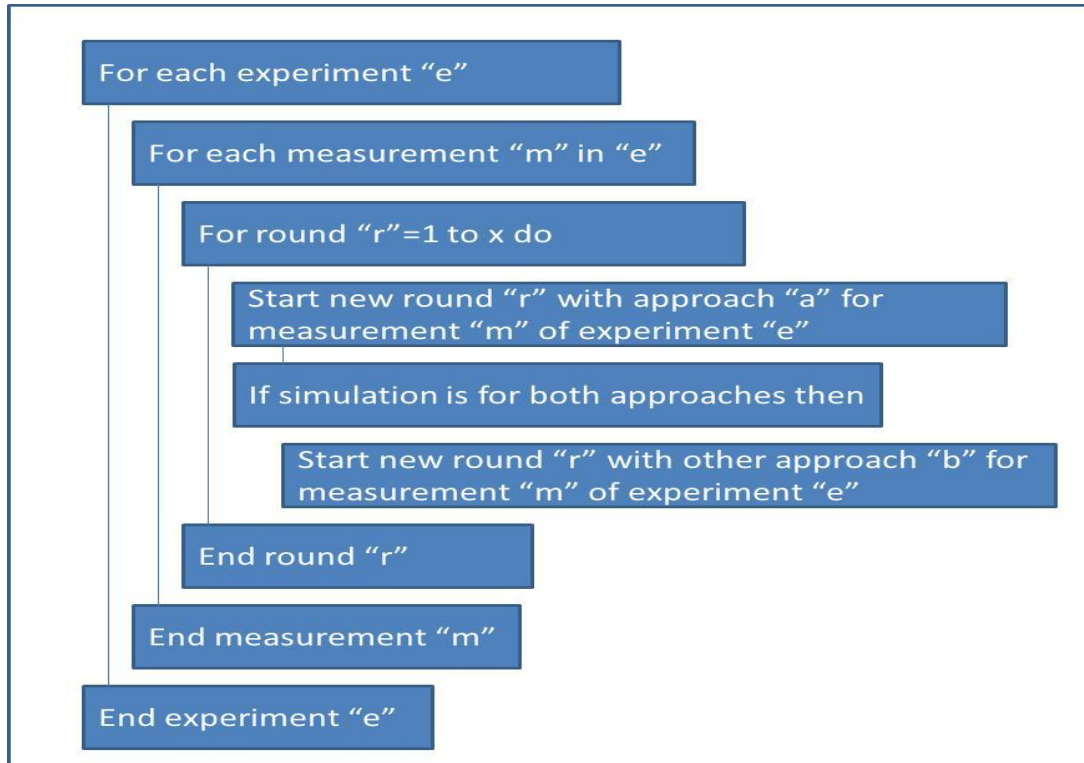 For each experiment “e”
For each measurement “m” in “e”
For round “r”=1 to x do
Start new round “r” with approach “a” for
measurement “m” of experiment “e”
If simulation is for both approaches then
Start new round “r” with other approach “b” for
measurement “m” of experiment “e”
End round “r”
End measurement “m”
End experiment “e”